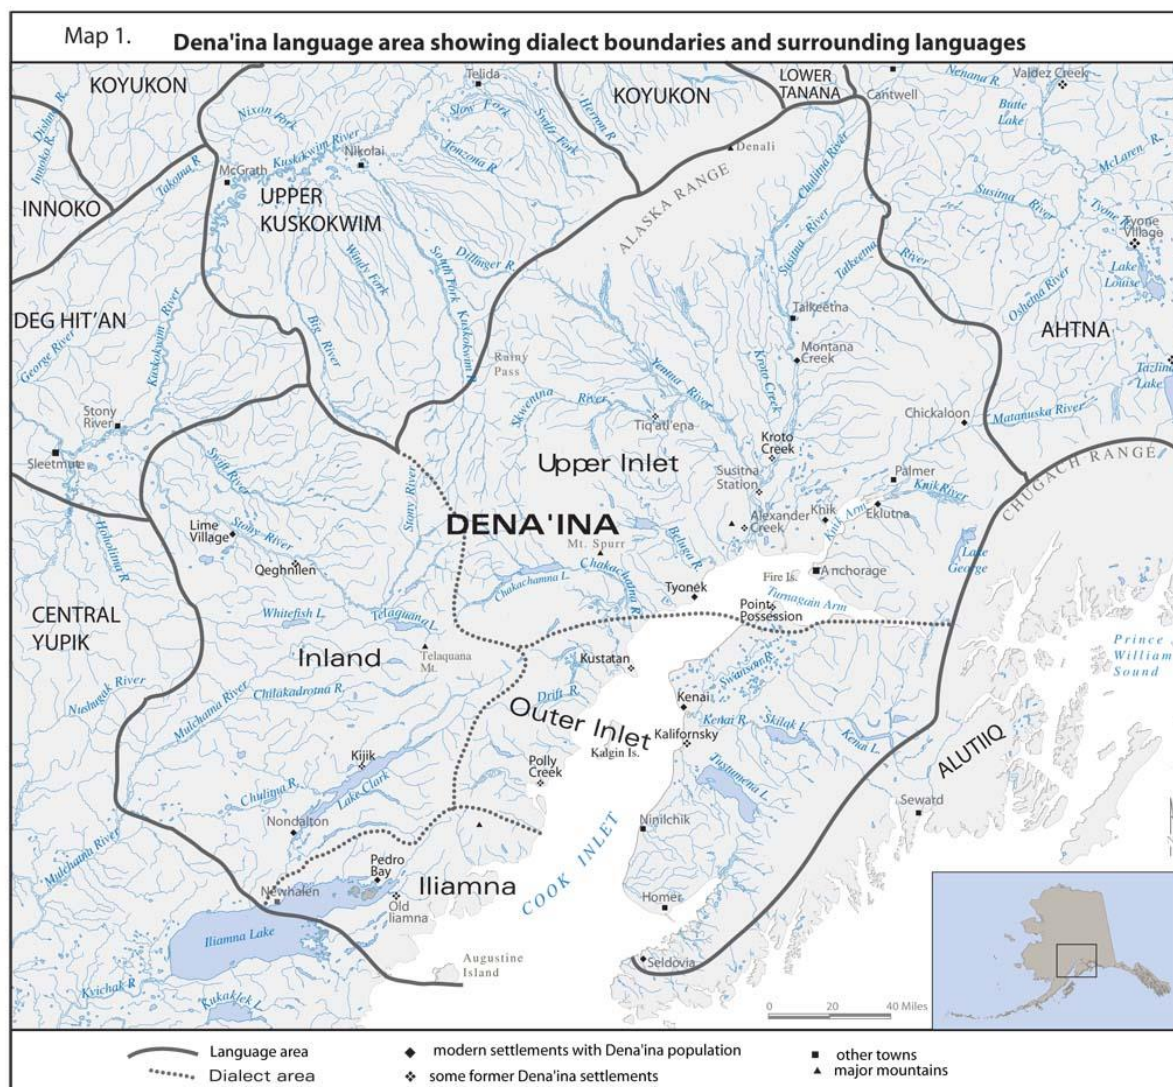 Map 1.
Dena'ina language area showing dialect boundaries and surrounding languages
KOYUKON
Telida
KOYUKON
LOWER
TANANA
Cantwell
Nenana R.
Valdez Creek
Butte
Lake
Dishna R.
Innoko R.
Nixon Fork
Slow Fork
Swift Fork
Herron R.
Denali
McLaren R.
Kuskokwim River
Nikolai
Tonzona R.
Takotna R.
McGrath
Chulitna River
INNOKO
UPPER
KUSKOKWIM
ALASKA RANGE
Susitna
River
Tyone R.
Tyone
Village
Susitna River
Talkeetna
River
Windy Fork
South Fork Kuskokwim R.
Dillinger R.
Lake
Louise
Oshetna River
DEG HIT'AN
George River
Kuskokwim River
Big River
Talkeetna
AHTNA
Rainy
Pass
Montana
Creek
Tazlina
Lake
Yentna River
Kroto Creek
Skwentna River
Chickaloon
Matanuska River
Stony
River
Tiq'atl'ena
Sleetmute
Kroto
Creek
Upper Inlet
Susitna
Station
Palmer
CHUGACH RANGE
Swift River
Stony River
Knik River
Hoholitna R.
Lime
Village
Stony River
DENA'INA
Alexander
Creek
Khik
Knik Arm
Eklutna
Mt. Spurr
Beluga R.
Lake
George
Qeghnilen
Chakachamna L.
Chakachatna R.
Anchorage
Fire Is.
Tyonek
Turnagain Arm
CENTRAL
YUPIK
Whitefish L.
Telaquana L.
Point
Possession
Prince
William
Sound
Inland
Telaquana
Mt.
Kustatan
Swanson R.
Chilakadrotna R.
Nushagak River
Mulchatna River
Drift R.
Outer Inlet
Kenai
Kenai R.
Skilak L.
Kenai L.
Kalifornsky
Kalgin Is.
ALUTIIQ
Kijik
Polly
Creek
Lake Clark
Chulitna R.
Tustumena L.
Seward
Nondalton
Ninilchik
Mulchatna River
COOK INLET
Pedro
Bay
Iliamna
Newhalen
Old
Iliamna
Homer
Iliamna Lake
Seldovia
Augustine
Island
Kvichak R
Kukaklek L.
0 20 40 Miles
Language area
modern settlements with Dena'ina population
other towns
Dialect area
some former Dena'ina settlements
major mountains